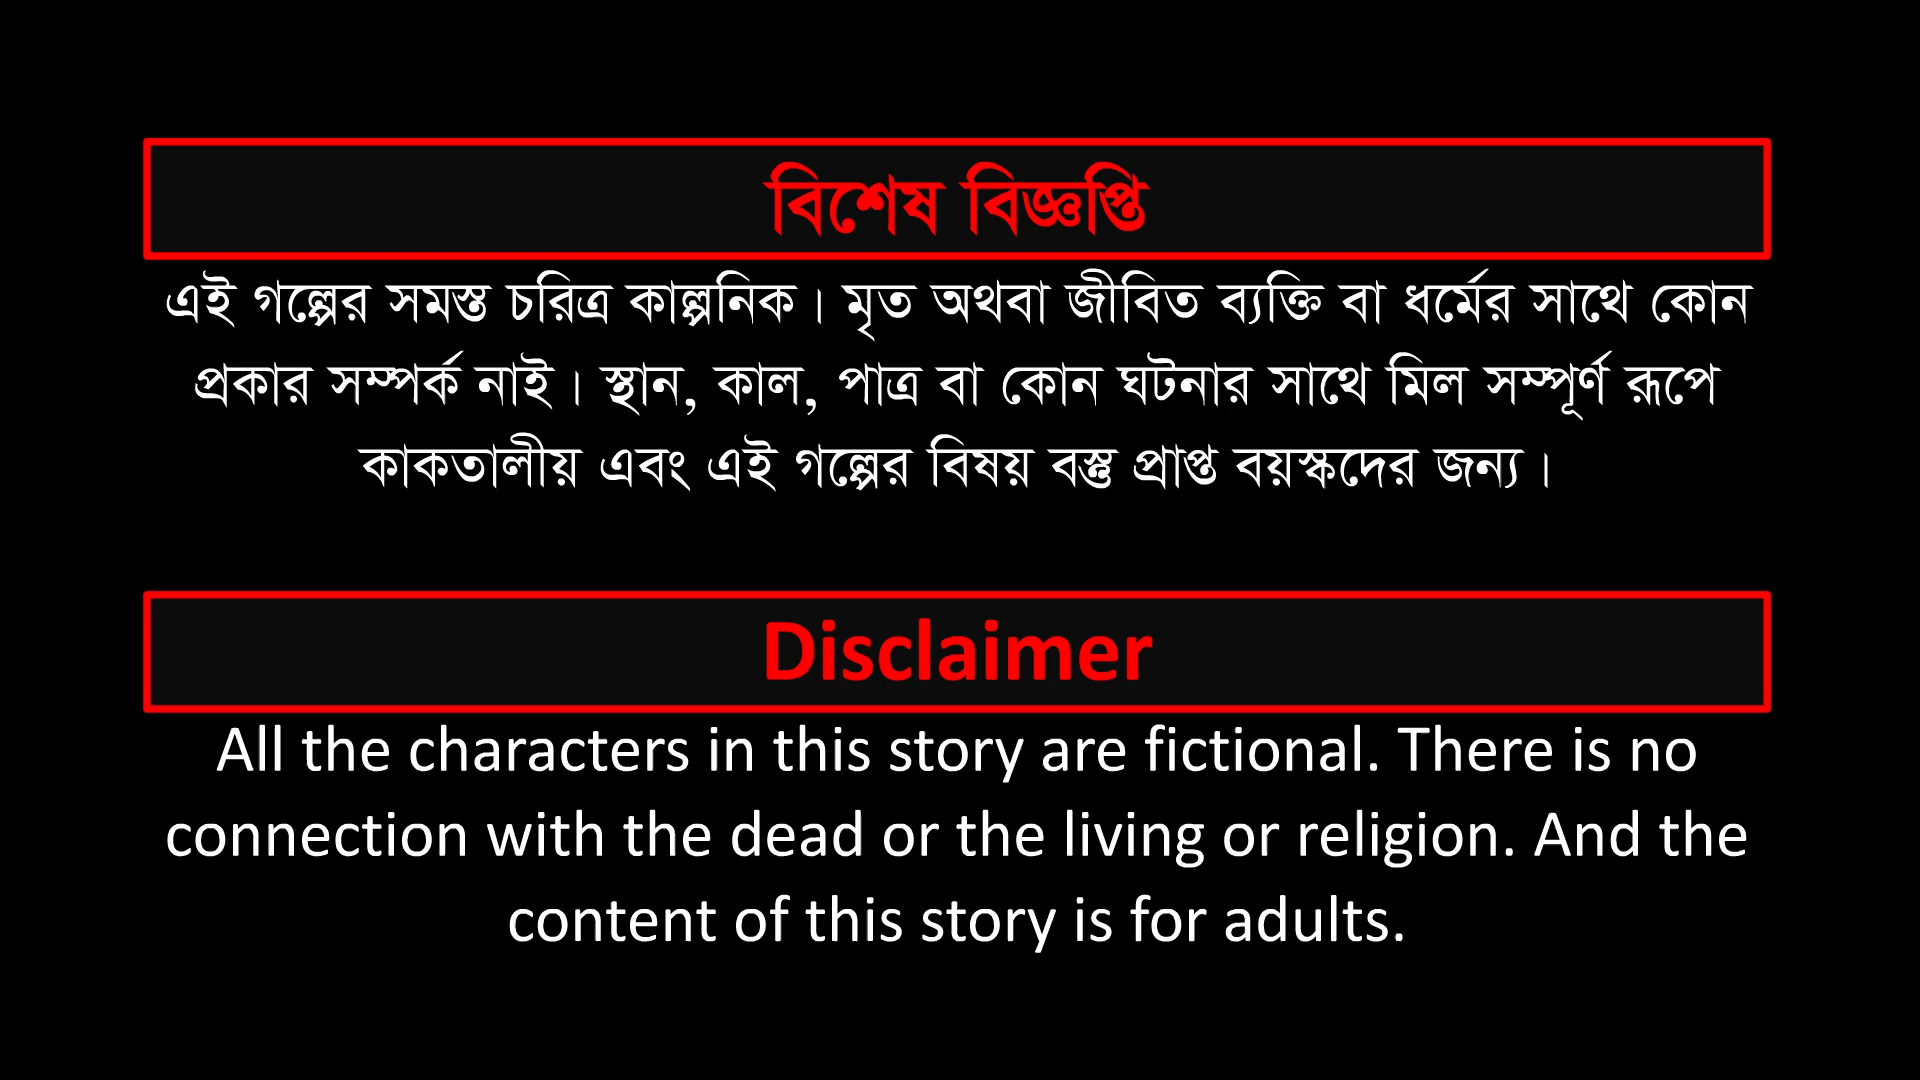 বিশেষ বিজ্ঞপ্তি
এই গল্পের সমস্ত চরিত্র কাল্পনিক। মৃত অথবা জীবিত ব্যক্তি বা ধর্মের সাথে কোন
প্রকার সম্পর্ক নাই। স্থান, কাল, পাত্র বা কোন ঘটনার সাথে মিল সম্পূর্ণ রূপে
কাকতালীয় এবং এই গল্পের বিষয় বস্তু প্রাপ্ত বয়স্কদের জন্য।
Disclaimer
All the characters in this story are fictional. There is no
connection with the dead or the living or religion. And the
content of this story is for adults.